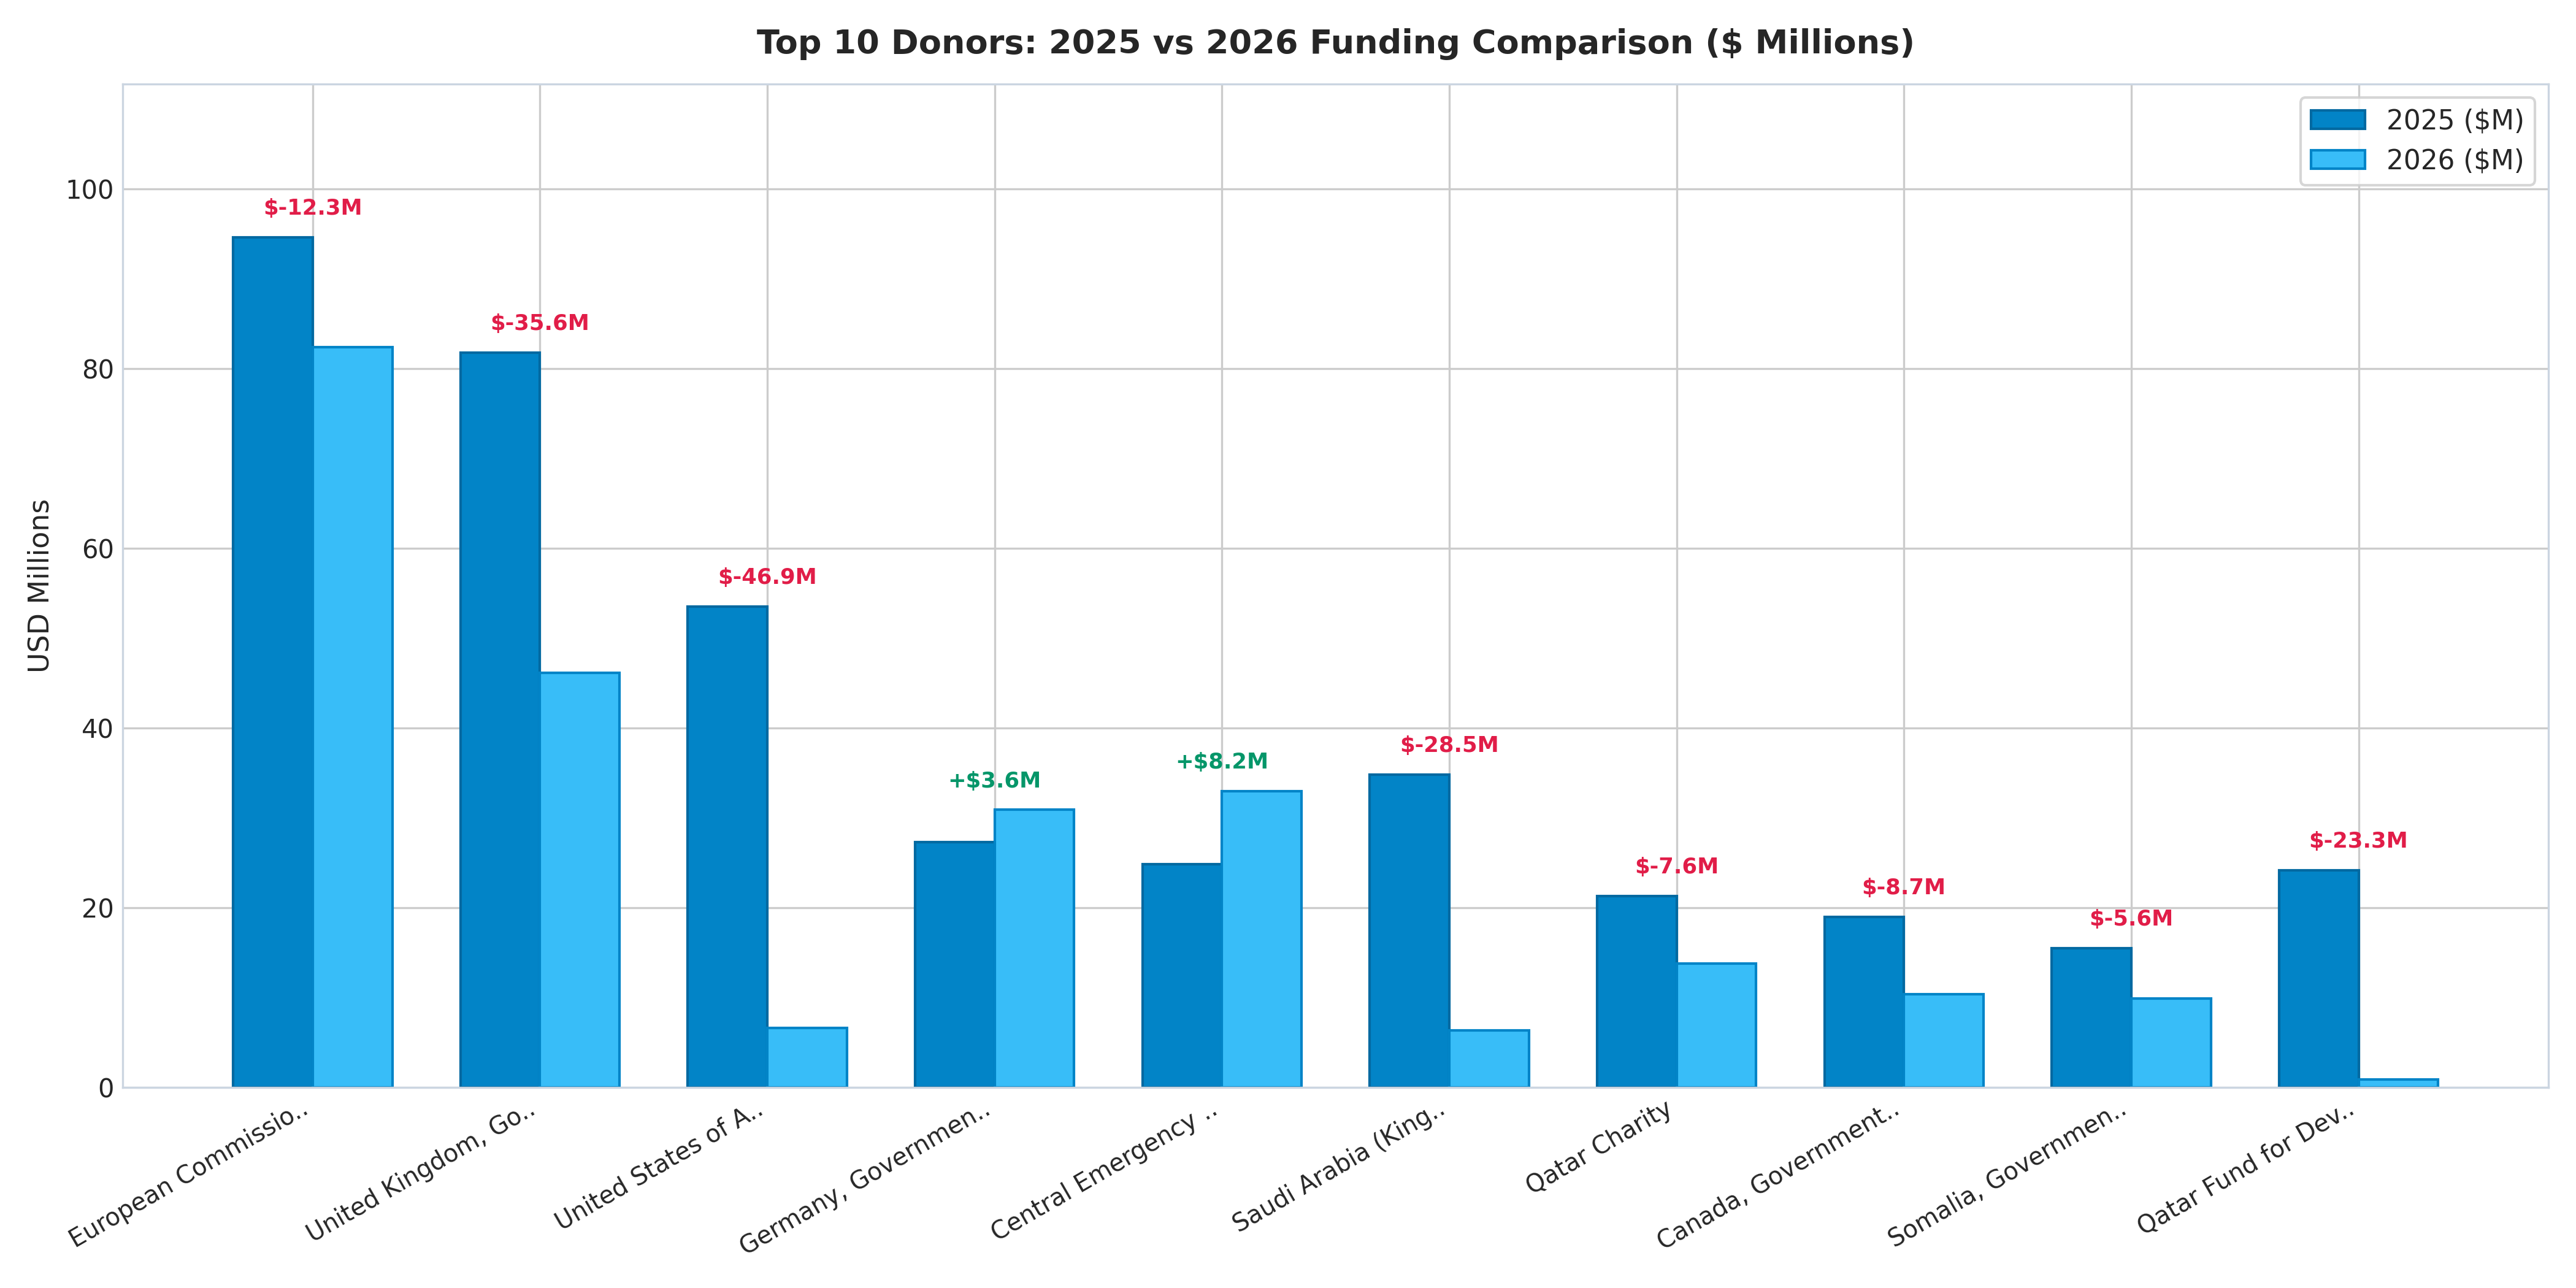 Top 10 Donors: 2025 vs 2026 Funding Comparison ($ Millions)
2025 ($M)
2026 ($M)
USD Millions
100
80
60
40
20
0
$-12.3M
$-35.6M
$-46.9M
+$3.6M
+$8.2M
$-28.5M
$-7.6M
$-8.7M
$-5.6M
$-23.3M
European Commissio..
United Kingdom, Go..
United States of A..
Germany, Governmen..
Central Emergency ..
Saudi Arabia (King..
Qatar Charity
Canada, Government..
Somalia, Governmen..
Qatar Fund for Dev..